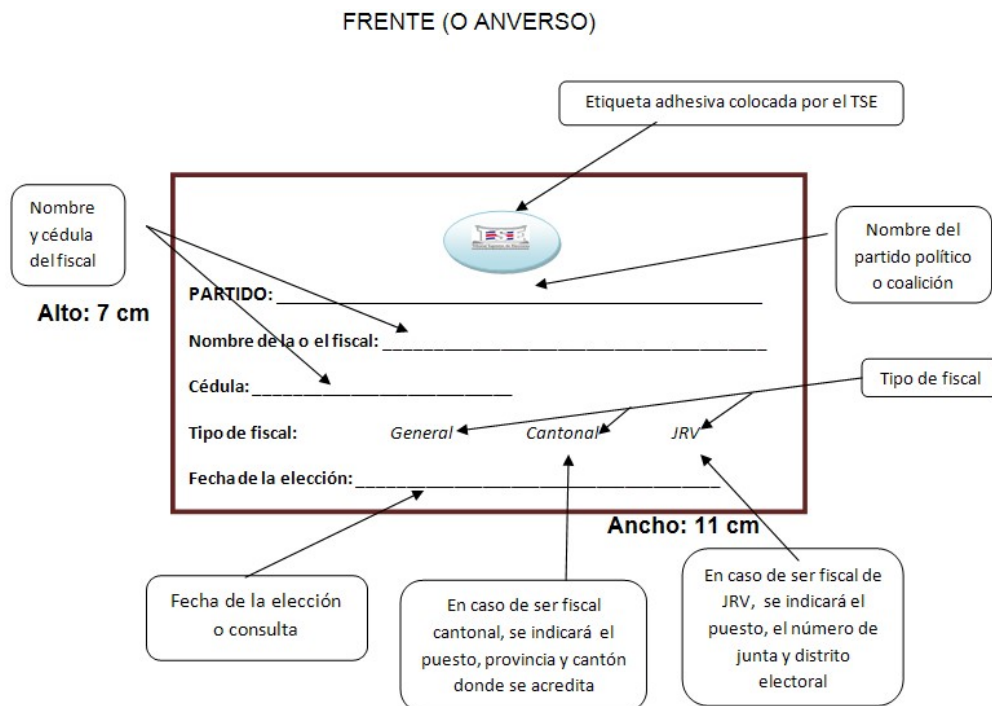 FRENTE (O ANVERSO)
Etiqueta adhesiva colocada por el TSE
Nombre
y cédula
del fiscal
TSE
Nombre del
partido político
o coalición
PARTIDO:
Alto: 7 cm
Nombre de la o el fiscal:
Cédula:
Tipo de fiscal
Tipo de fiscal: General Cantonal JRV
Fecha de la elección:
Ancho: 11 cm
Fecha de la elección
o consulta
En caso de ser fiscal
cantonal, se indicará el
puesto, provincia y cantón
donde se acredita
En caso de ser fiscal de
JRV, se indicará el
puesto, el número de
junta y distrito
electoral